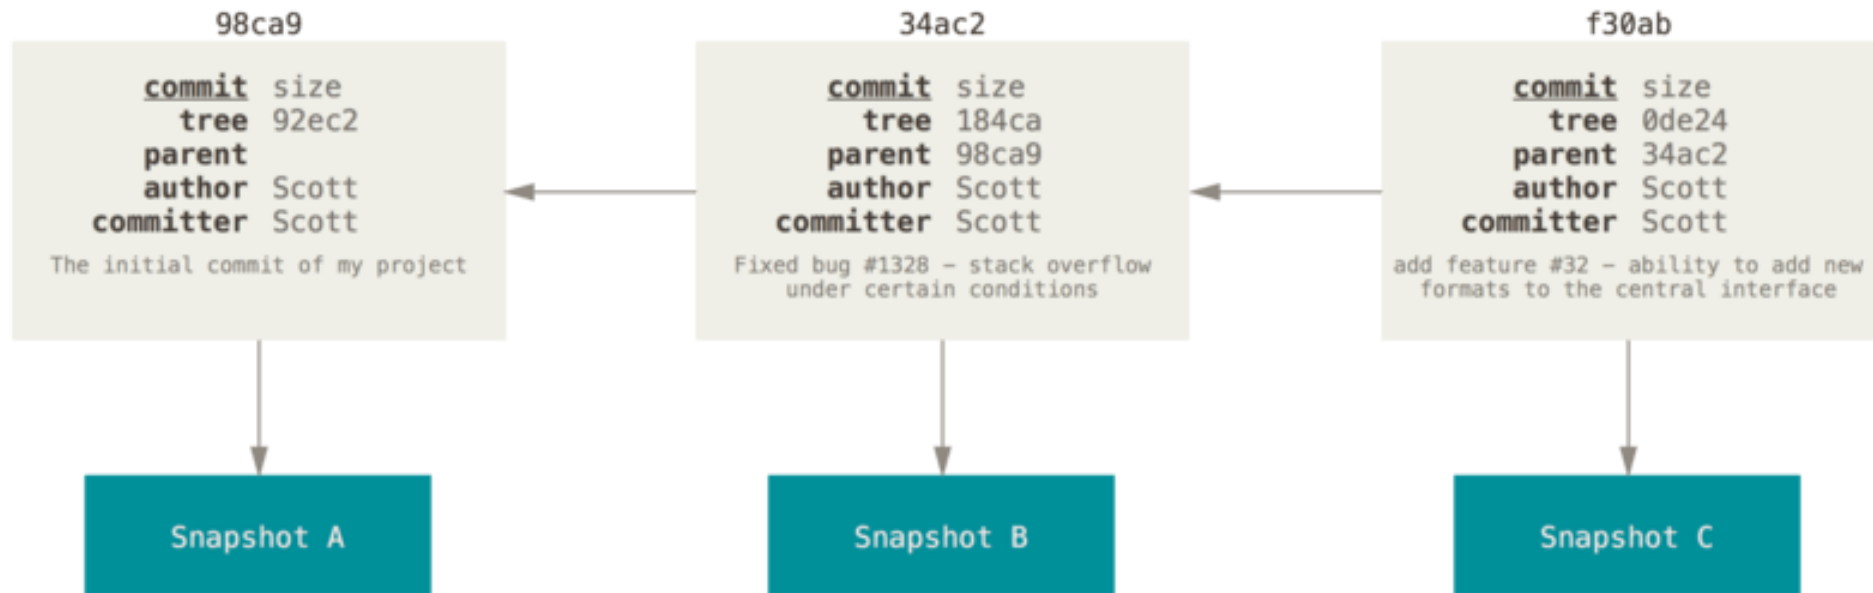 98ca9
commit size
tree 92ec2
parent
author Scott
committer Scott
The initial commit of my project
Snapshot A
34ac2
commit size
tree 184ca
parent 98ca9
author Scott
committer Scott
Fixed bug #1328 – stack overflow
under certain conditions
Snapshot B
f30ab
commit size
tree 0de24
parent 34ac2
author Scott
committer Scott
add feature #32 – ability to add new
formats to the central interface
Snapshot C